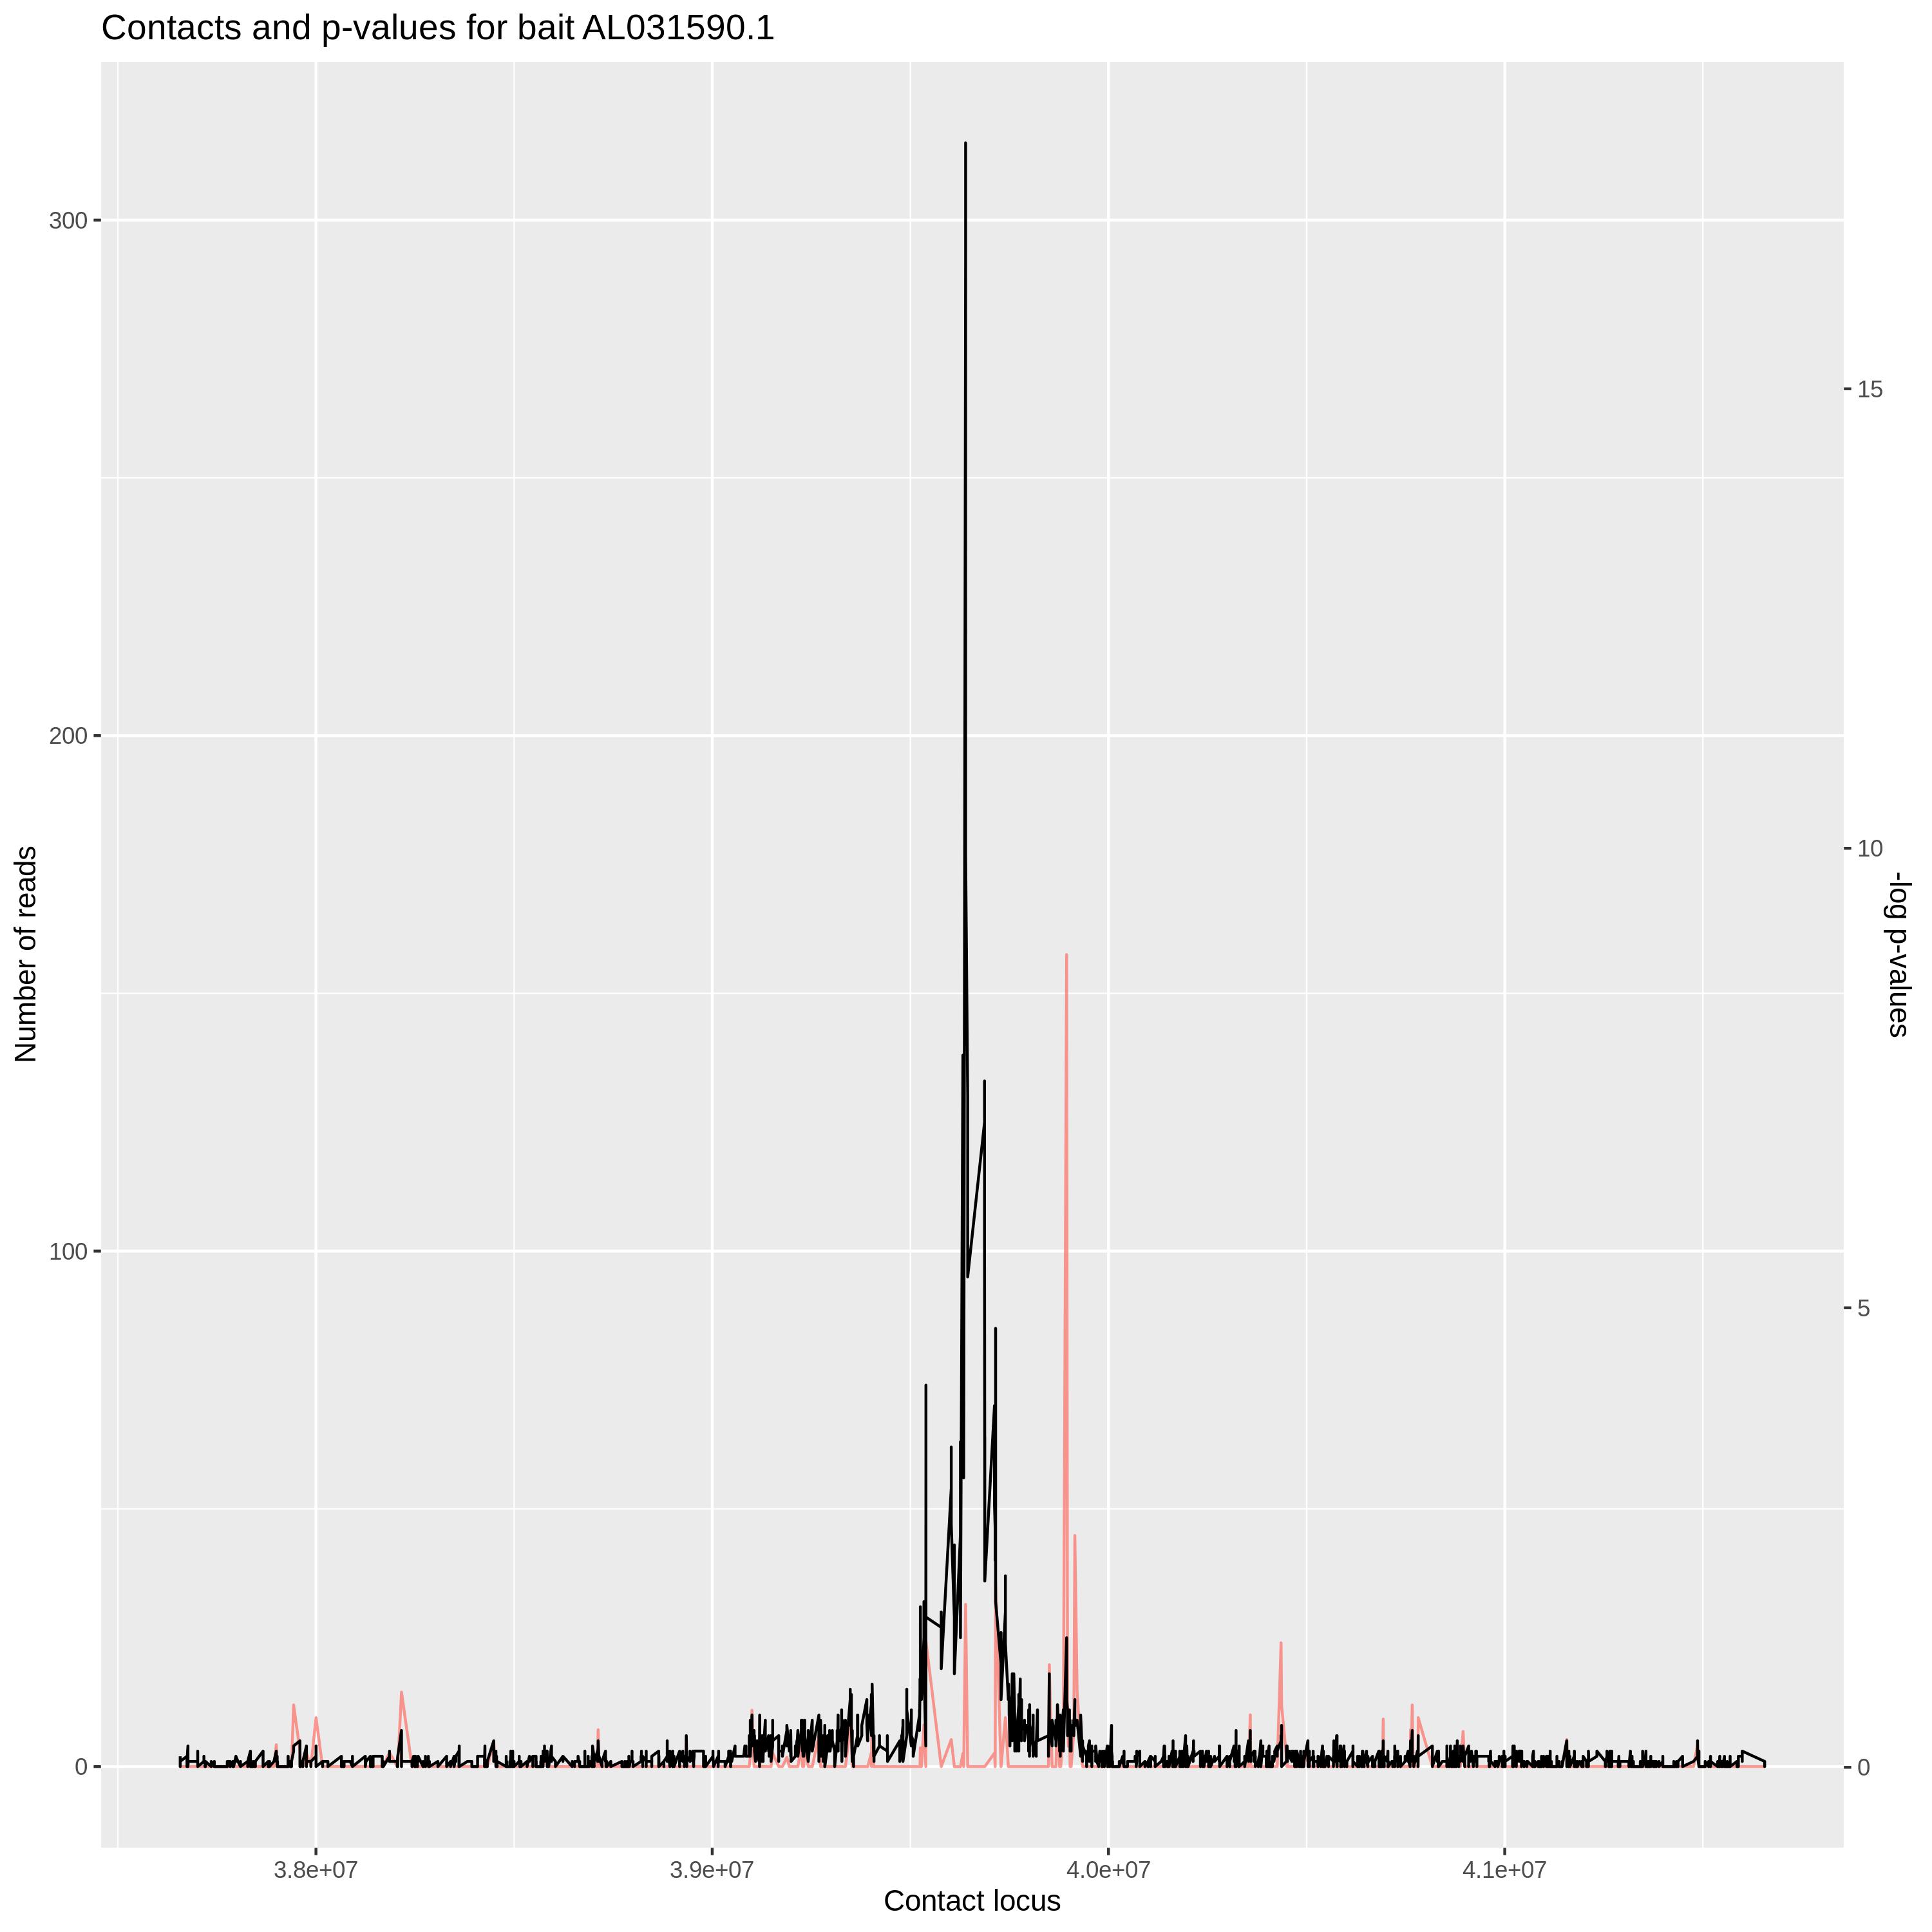 Contacts and p-values for bait AL031590.1
300
200
100
0
15
10
5
0
Number of reads
-log p-values
3.8e+07
3.9e+07
4.0e+07
4.1e+07
Contact locus